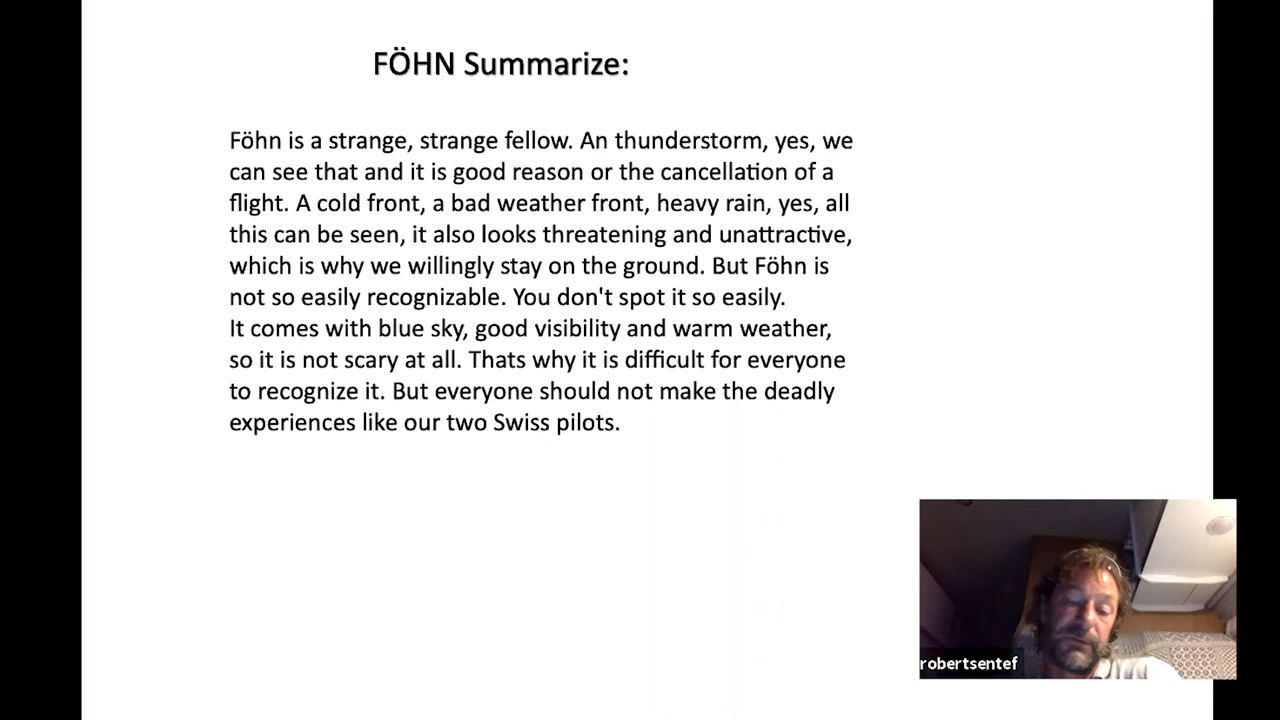 FÖHN Summarize:
Föhn is a strange, strange fellow. An thunderstorm, yes, we
can see that and it is good reason or the cancellation of a
flight. A cold front, a bad weather front, heavy rain, yes, all
this can be seen, it also looks threatening and unattractive,
which is why we willingly stay on the ground. But Föhn is
not so easily recognizable. You don't spot it so easily.
It comes with blue sky, good visibility and warm weather,
so it is not scary at all. Thats why it is difficult for everyone
to recognize it. But everyone should not make the deadly
experiences like our two Swiss pilots.
robertsentef